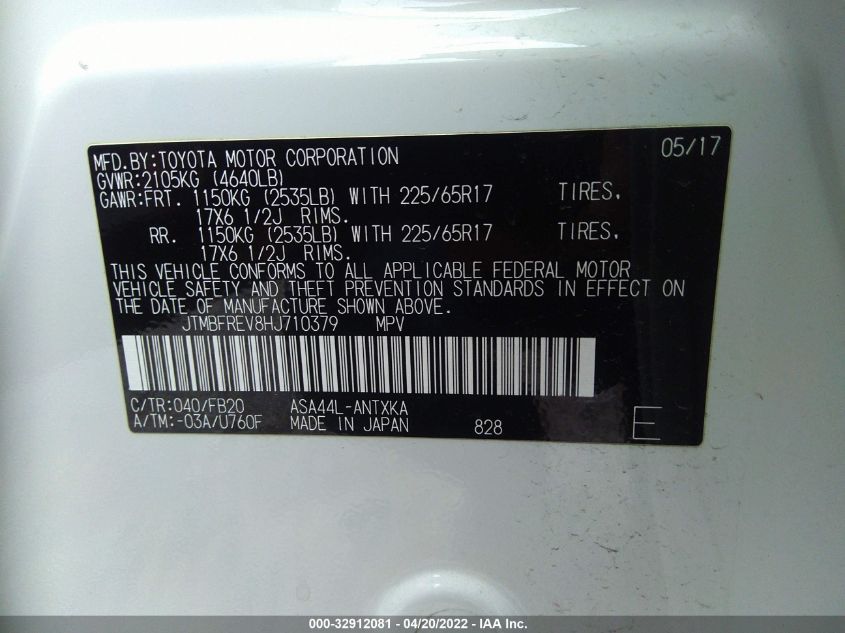 MFD.BY:TOYOTA MOTOR CORPORATION 05/17
GVWR:2105KG (4640LB)
GAWR:FRT. 1150KG (2535LB) WITH 225/65R17 TIRES,
17X6 1/2J RIMS.
RR. 1150KG (2535LB) WITH 225/65R17 TIRES,
17X6 1/2J RIMS.
THIS VEHICLE CONFORMS TO ALL APPLICABLE FEDERAL MOTOR
VEHICLE SAFETY AND THEFT PREVENTION STANDARDS IN EFFECT ON
THE DATE OF MANUFACTURE SHOWN ABOVE.
JTMBFREV8HJ710379 MPV
C/TR:040/FB20 ASA44L-ANTXKA
A/TM:-03A/U760F MADE IN JAPAN 828 E
000-32912081 - 04/20/2022 - IAA Inc.